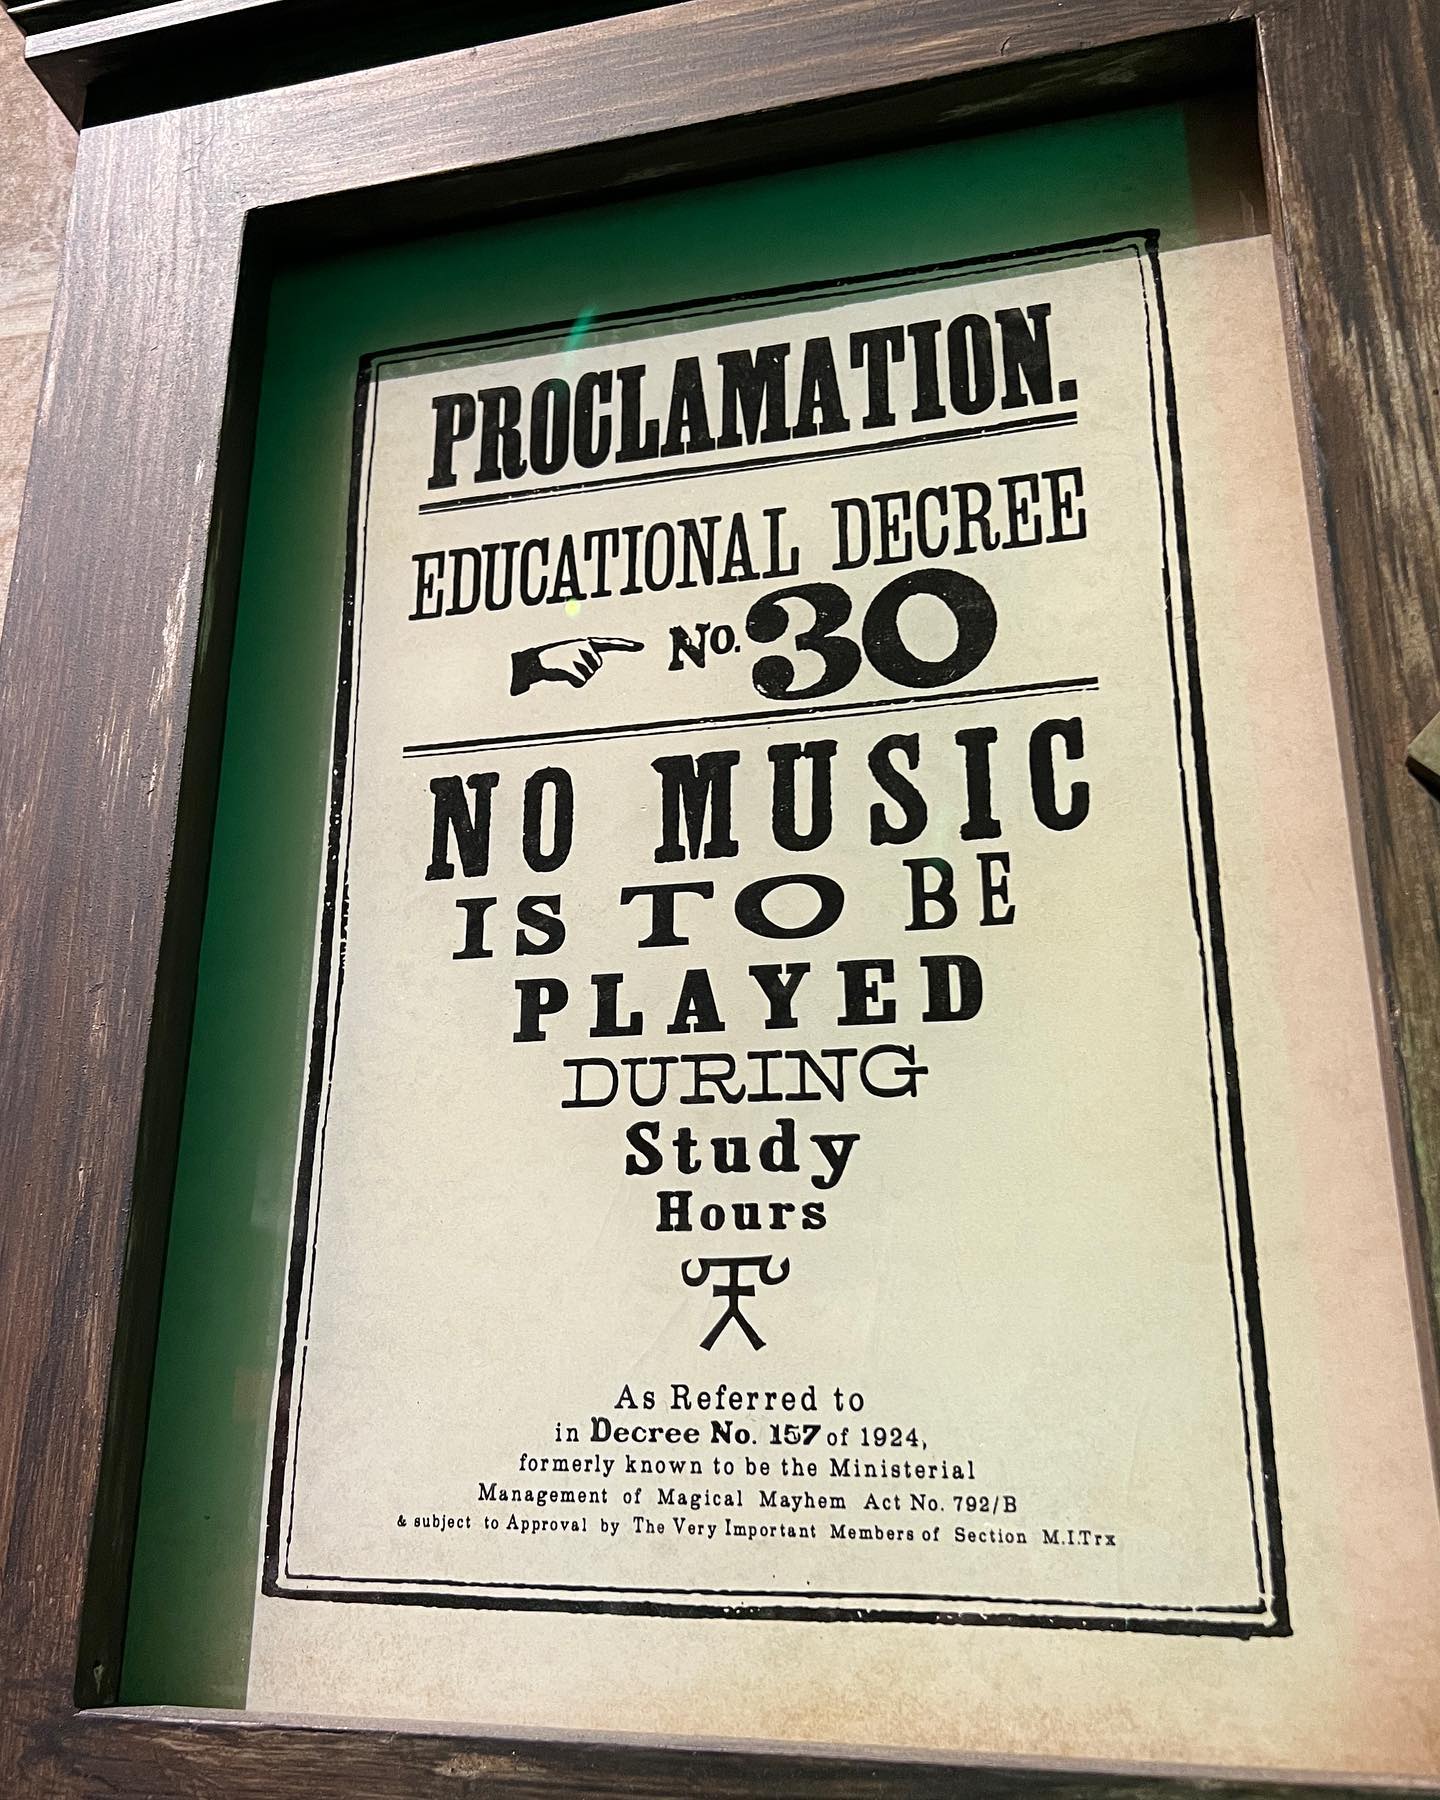 PROCLAMATION.
EDUCATIONAL DECREE
No. 30
NO MUSIC
IS TO BE
PLAYED
DURING
Study
Hours
As Referred to
in Decree No. 157 of 1924,
formerly known to be the Ministerial
Management of Magical Mayhem Act No. 792/B
& subject to Approval by The Very Important Members of Section M.I.Trx